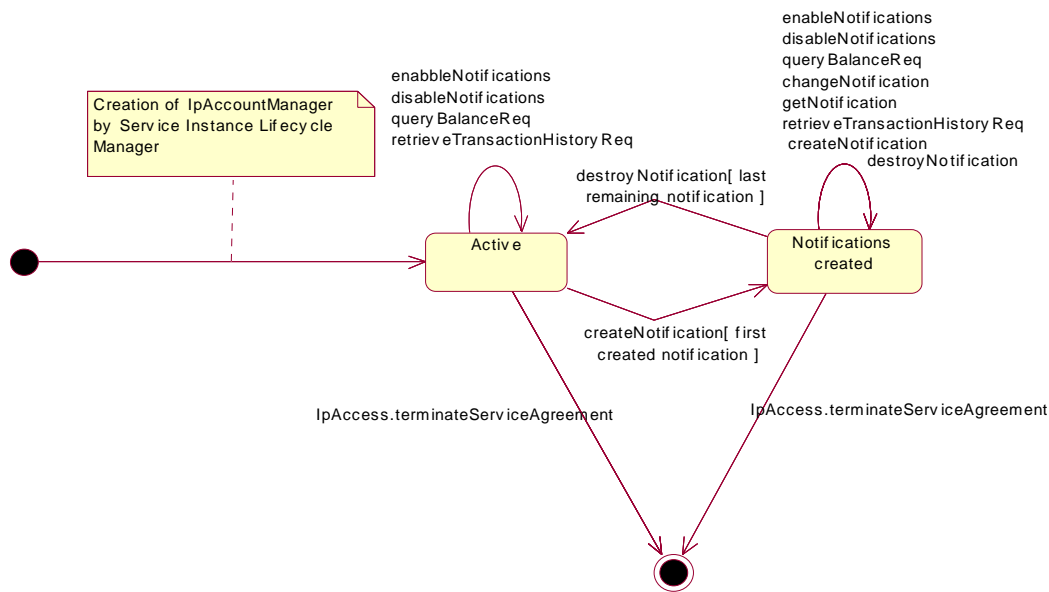 enableNotifications
disableNotifications
queryBalanceReq
changeNotification
getNotification
retrieveTransactionHistoryReq
createNotification
destroyNotification
enabbleNotifications
disableNotifications
queryBalanceReq
retrieveTransactionHistoryReq
Creation of IpAccountManager
by Service Instance Lifecycle
Manager
destroyNotification[ last
remaining notification ]
Active
Notifications
created
createNotification[ first
created notification ]
IpAccess.terminateServiceAgreement
IpAccess.terminateServiceAgreement